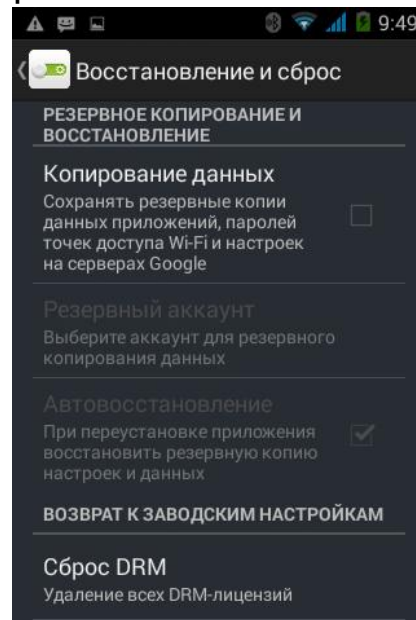 9:49
Восстановление и сброс
РЕЗЕРВНОЕ КОПИРОВАНИЕ И
ВОССТАНОВЛЕНИЕ
Копирование данных
Сохранять резервные копии
данных приложений, паролей
точек доступа Wi-Fi и настроек
на серверах Google
Резервный аккаунт
Выберите аккаунт для резервного
копирования данных
Автовосстановление
При переустановке приложения
восстановить резервную копию
настроек и данных
ВОЗВРАТ К ЗАВОДСКИМ НАСТРОЙКАМ
Сброс DRM
Удаление всех DRM-лицензий